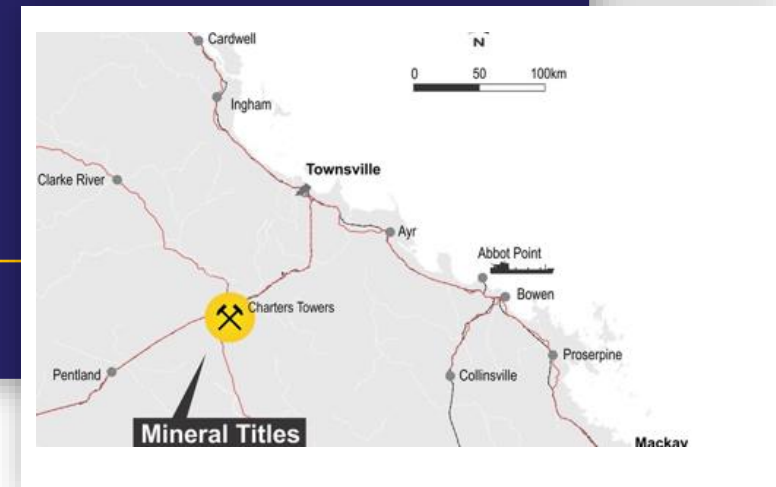 Cardwell
N
0 50 100km
Ingham
Townsville
Clarke River
Ayr
Abbot Point
Bowen
Charters Towers
Proserpine
Pentland
Collinsville
Mineral Titles
Mackay